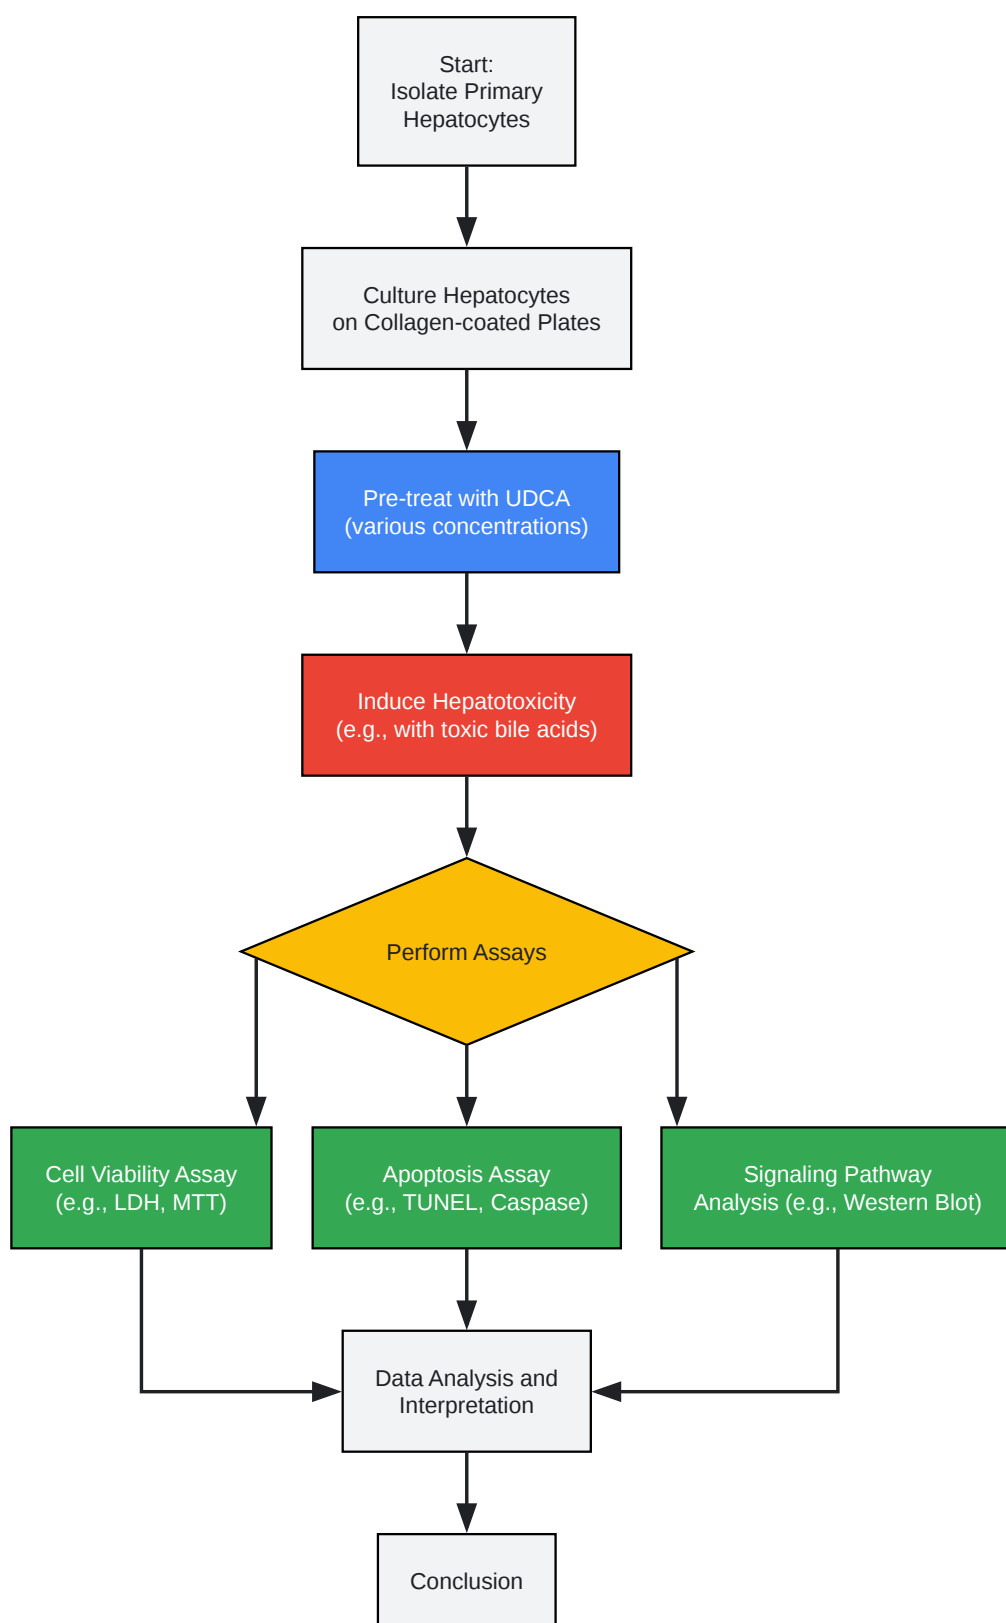 Start:
Isolate Primary
Hepatocytes
Culture Hepatocytes
on Collagen-coated Plates
Pre-treat with UDCA
(various concentrations)
Induce Hepatotoxicity
(e.g., with toxic bile acids)
Perform Assays
Cell Viability Assay
(e.g., LDH, MTT)
Apoptosis Assay
(e.g., TUNEL, Caspase)
Signaling Pathway
Analysis (e.g., Western Blot)
Data Analysis and
Interpretation
Conclusion